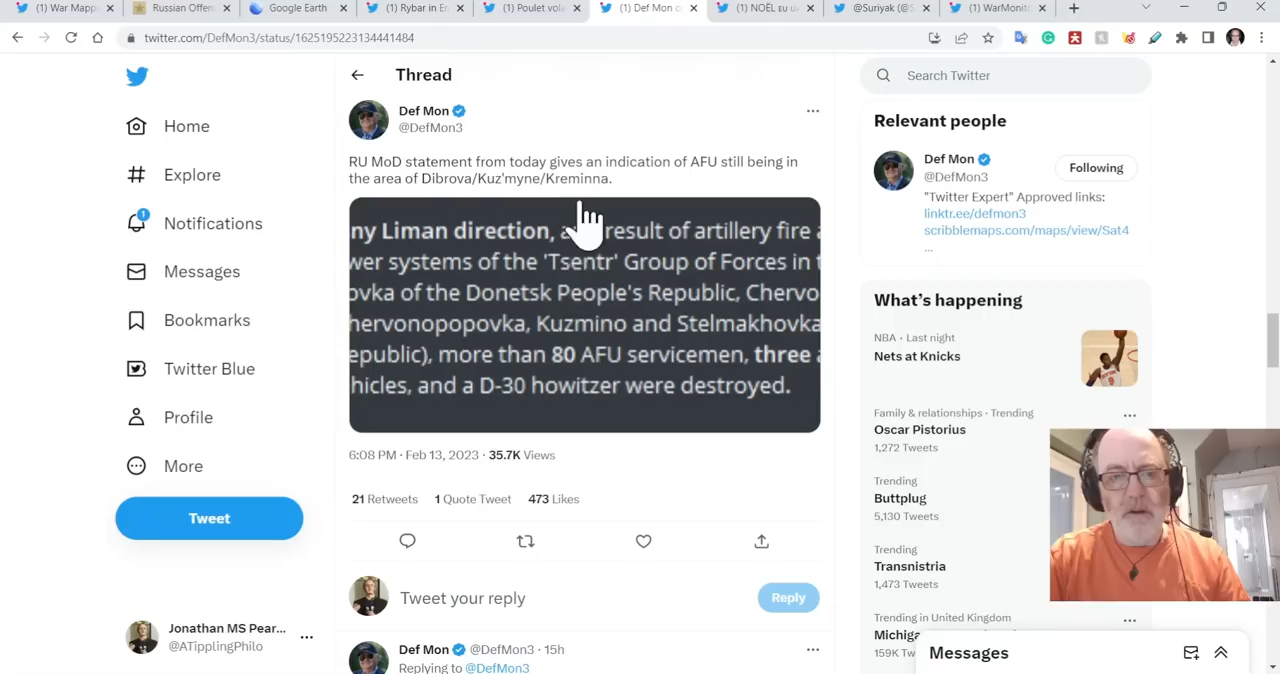 (1) War Mapp
Russian Offen
Google Earth
(1) Rybar in E
(1) Poulet vol
(1) Def Mon o
(1) NOËL EU U
@Suriyak (@S
(1) WarMonit
twitter.com/DefMon3/status/1625195223134441484
Home
Explore
1
Notifications
Messages
Bookmarks
Twitter Blue
Profile
More
Tweet
Jonathan MS Pear...
@ATipplingPhilo
Thread
Def Mon
@DefMon3
RU MoD statement from today gives an indication of AFU still being in
the area of Dibrova/Kuz'myne/Kreminna.
ny Liman direction, result of artillery fire
wer systems of the 'Tsentr' Group of Forces in t
ovka of the Donetsk People's Republic, Chervo
hervonopopovka, Kuzmino and Stelmakhovka
epublic), more than 80 AFU servicemen, three
hicles, and a D-30 howitzer were destroyed.
6:08 PM · Feb 13, 2023 · 35.7K Views
21 Retweets 1 Quote Tweet 473 Likes
Tweet your reply
Reply
Def Mon @DefMon3 · 15h
Replying to @DefMon3
Search Twitter
Relevant people
Def Mon
@DefMon3
Following
"Twitter Expert" Approved links:
linktr.ee/defmon3
scribblemaps.com/maps/view/Sat4
...
What's happening
NBA · Last night
Nets at Knicks
Family & relationships · Trending
Oscar Pistorius
1,272 Tweets
Trending
Buttplug
5,130 Tweets
Trending
Transnistria
1,473 Tweets
Trending in United Kingdom
Michiga
159K Tw
Messages